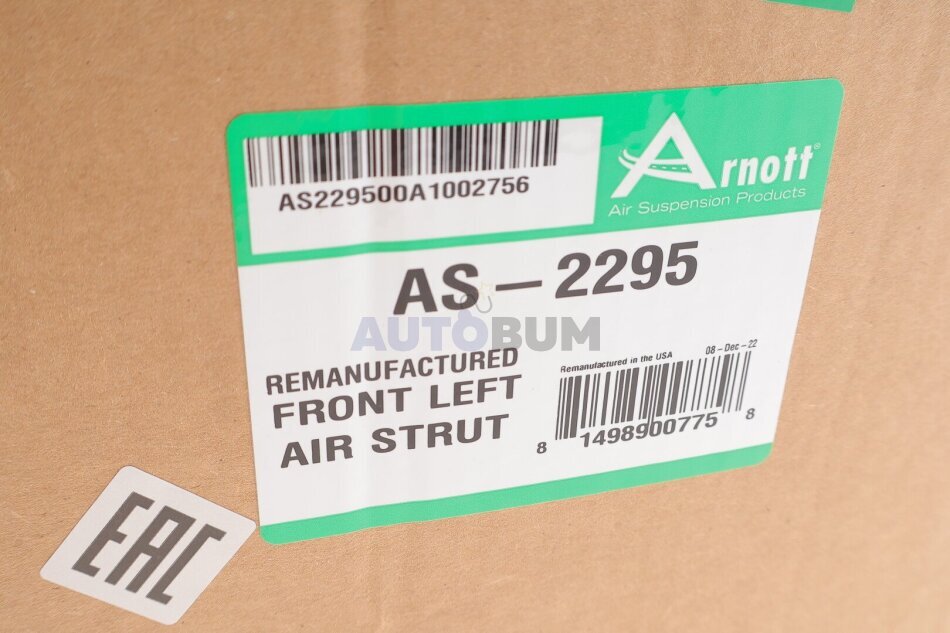 Arnott®
Air Suspension Products
AS229500A1002756
AS-2295
AUTOBUM
REMANUFACTURED
FRONT LEFT
AIR STRUT
Remanufactured in the USA
08-Dec-22
8 1498900775 8
EAC